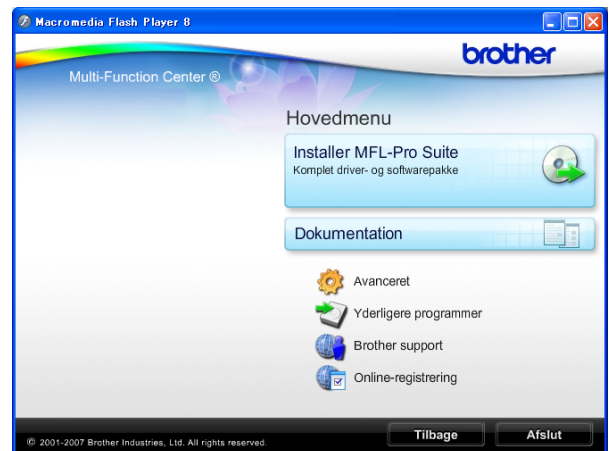 Macromedia Flash Player 8
brother
Multi-Function Center ®
Hovedmenu
Installer MFL-Pro Suite
Komplet driver- og softwarepakke
Dokumentation
Avanceret
Yderligere programmer
Brother support
Online-registrering
© 2001-2007 Brother Industries, Ltd. All rights reserved.
Tilbage
Afslut